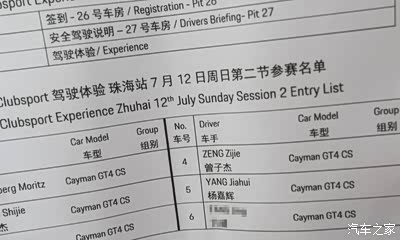 sport Exper
签到 - 26 号车房 / Registration - Pit 26
安全驾驶说明 – 27 号车房 / Drivers Briefing- Pit 27
驾驶体验/ Experience
Clubsport 驾驶体验 珠海站 7 月 12 日周日第二节参赛名单
Clubsport Experience Zhuhai 12th July Sunday Session 2 Entry List
Car Model Group No. Driver Car Model Group
车型 组别 车号 车手 车型 组别
berg Moritz Cayman GT4 CS 4 ZENG Zijie Cayman GT4 CS
曾子杰
Shijie Cayman GT4 CS 5 YANG Jiahui Cayman GT4 CS
杰 杨嘉辉
Cayman GT4 CS 6 Cayman GT4 CS
汽车之家